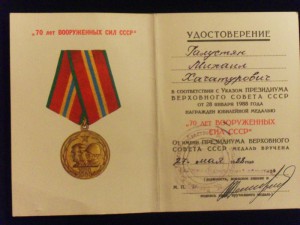 „70 ЛЕТ ВООРУЖЕННЫХ СИЛ СССР"
УДОСТОВЕРЕНИЕ
Галустян
Михаил
Хачатурович
В СООТВЕТСТВИИ С УКАЗОМ ПРЕЗИДИУМА
ВЕРХОВНОГО СОВЕТА СССР
ОТ 28 ЯНВАРЯ 1988 ГОДА
НАГРАЖДЕН ЮБИЛЕЙНОЙ МЕДАЛЬЮ
„70 ЛЕТ ВООРУЖЕННЫХ
СИЛ СССР"
ОТ ИМЕНИ ПРЕЗИДИУМА ВЕРХОВНОГО
СОВЕТА СССР МЕДАЛЬ ВРУЧЕНА
мая
М. П.